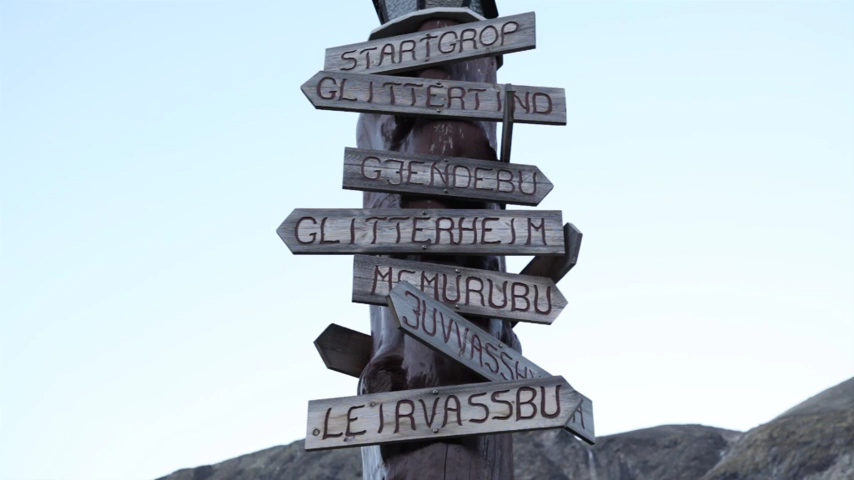 STARTGROP
GLITTERTIND
GJENDEBU
GLITTERHEIM
MEMURUBU
LEIRVASSBU